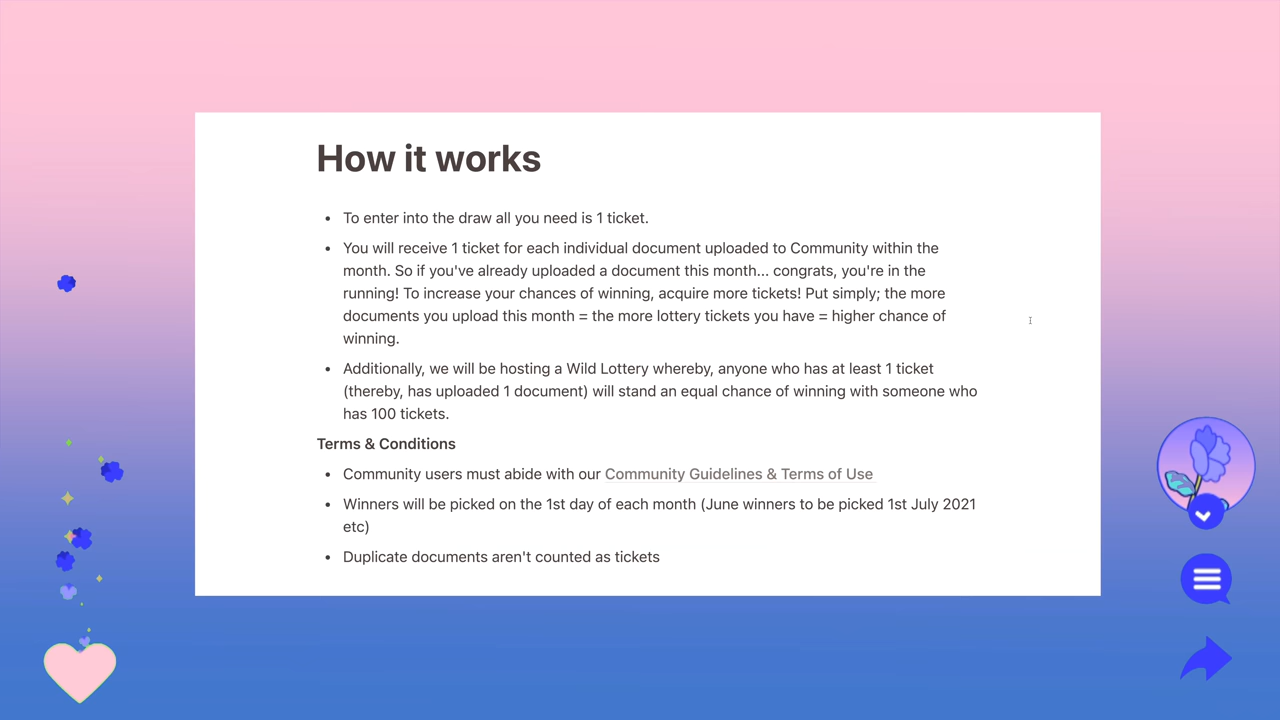 How it works
• To enter into the draw all you need is 1 ticket.
• You will receive 1 ticket for each individual document uploaded to Community within the
month. So if you've already uploaded a document this month... congrats, you're in the
running! To increase your chances of winning, acquire more tickets! Put simply; the more
documents you upload this month = the more lottery tickets you have = higher chance of
winning.
• Additionally, we will be hosting a Wild Lottery whereby, anyone who has at least 1 ticket
(thereby, has uploaded 1 document) will stand an equal chance of winning with someone who
has 100 tickets.
Terms & Conditions
• Community users must abide with our Community Guidelines & Terms of Use
• Winners will be picked on the 1st day of each month (June winners to be picked 1st July 2021
etc)
• Duplicate documents aren't counted as tickets